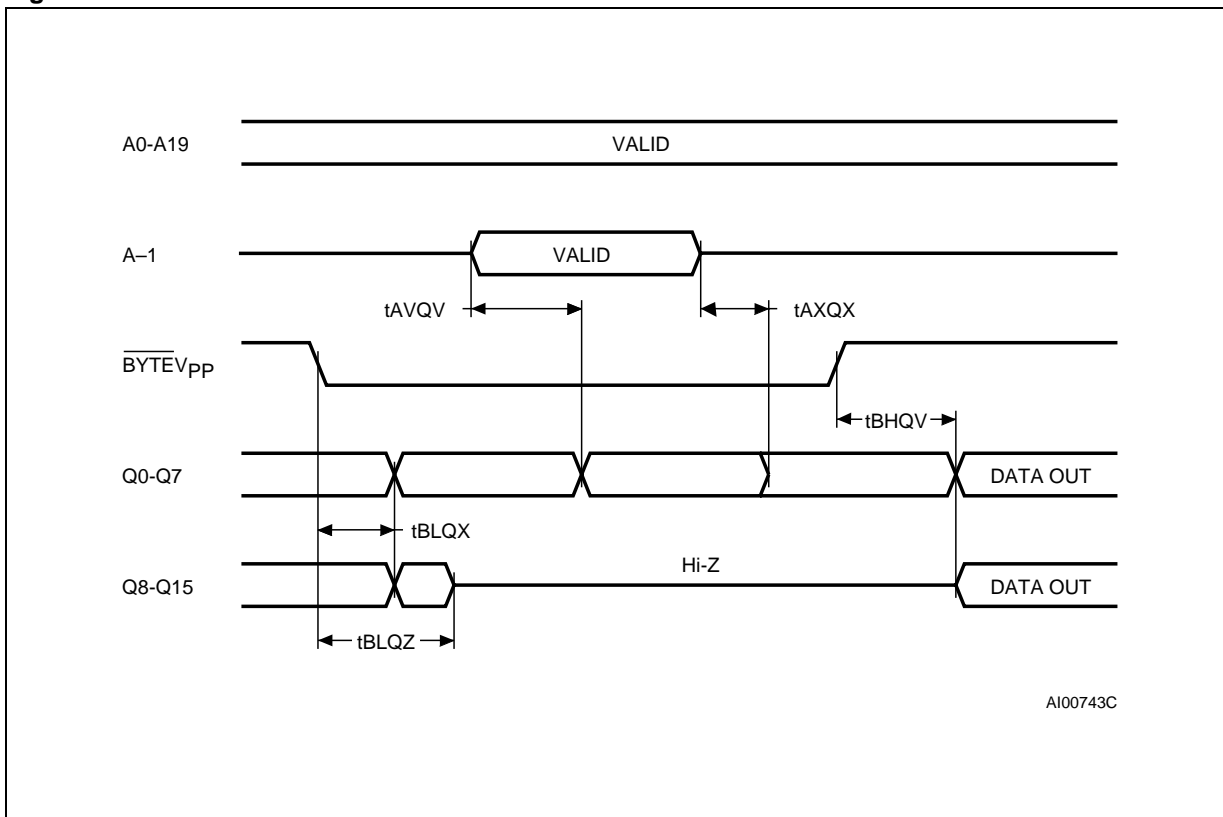 A0-A19
VALID
A–1
VALID
tAVQV
tAXQX
BYTEVPP
tBHQV
Q0-Q7
DATA OUT
tBLQX
Hi-Z
Q8-Q15
DATA OUT
tBLQZ
AI00743C